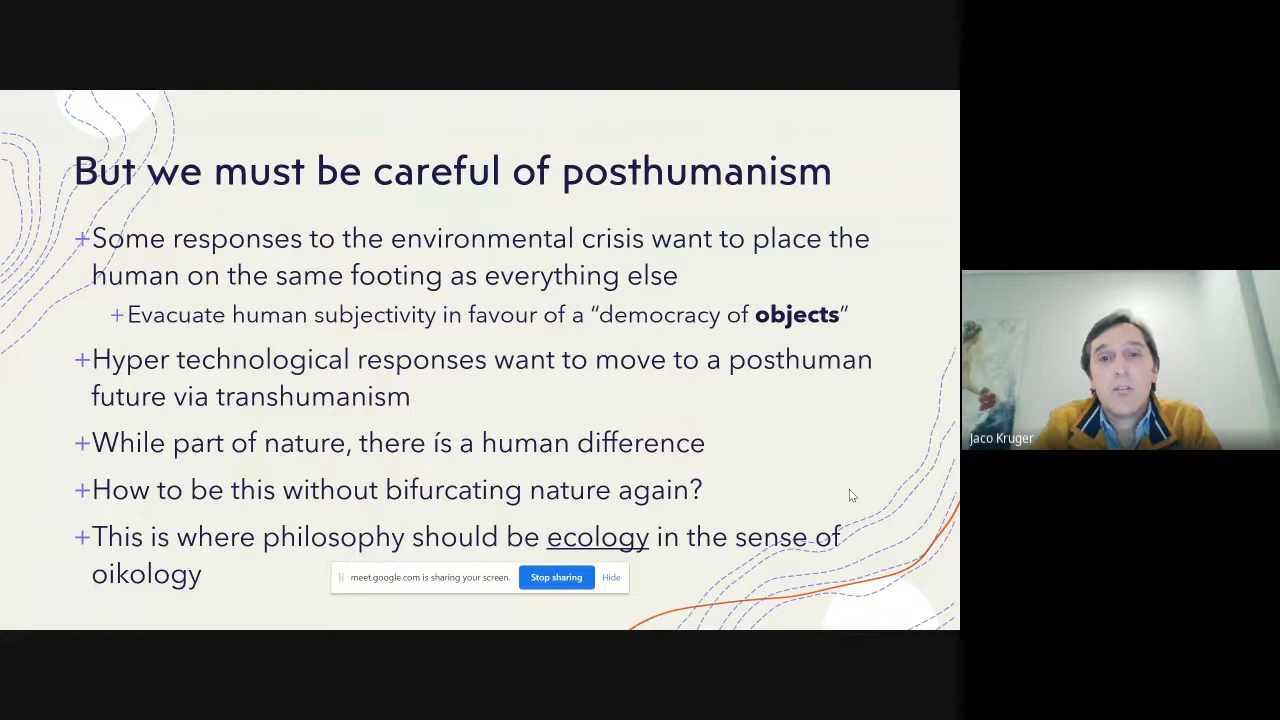 But we must be careful of posthumanism
+Some responses to the environmental crisis want to place the
human on the same footing as everything else
+Evacuate human subjectivity in favour of a “democracy of objects”
+Hyper technological responses want to move to a posthuman
future via transhumanism
+While part of nature, there ís a human difference
+How to be this without bifurcating nature again?
+This is where philosophy should be ecology in the sense of
oikology
meet.google.com is sharing your screen. Stop sharing Hide
Jaco Kruger